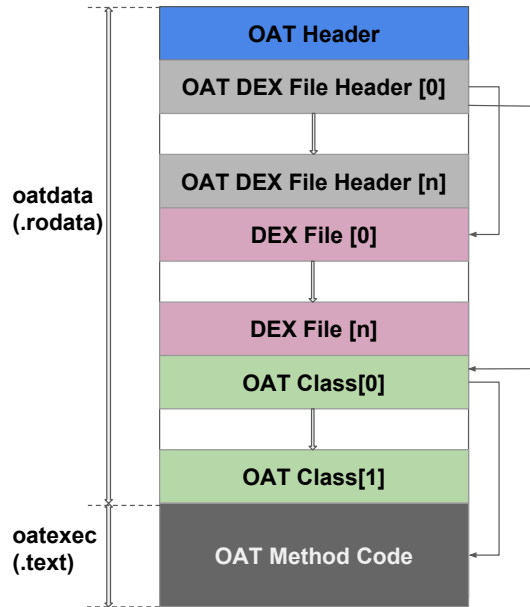 OAT Header
OAT DEX File Header [0]
OAT DEX File Header [n]
oatdata
(.rodata)
DEX File [0]
DEX File [n]
OAT Class[0]
OAT Class[1]
oatexec
(.text)
OAT Method Code